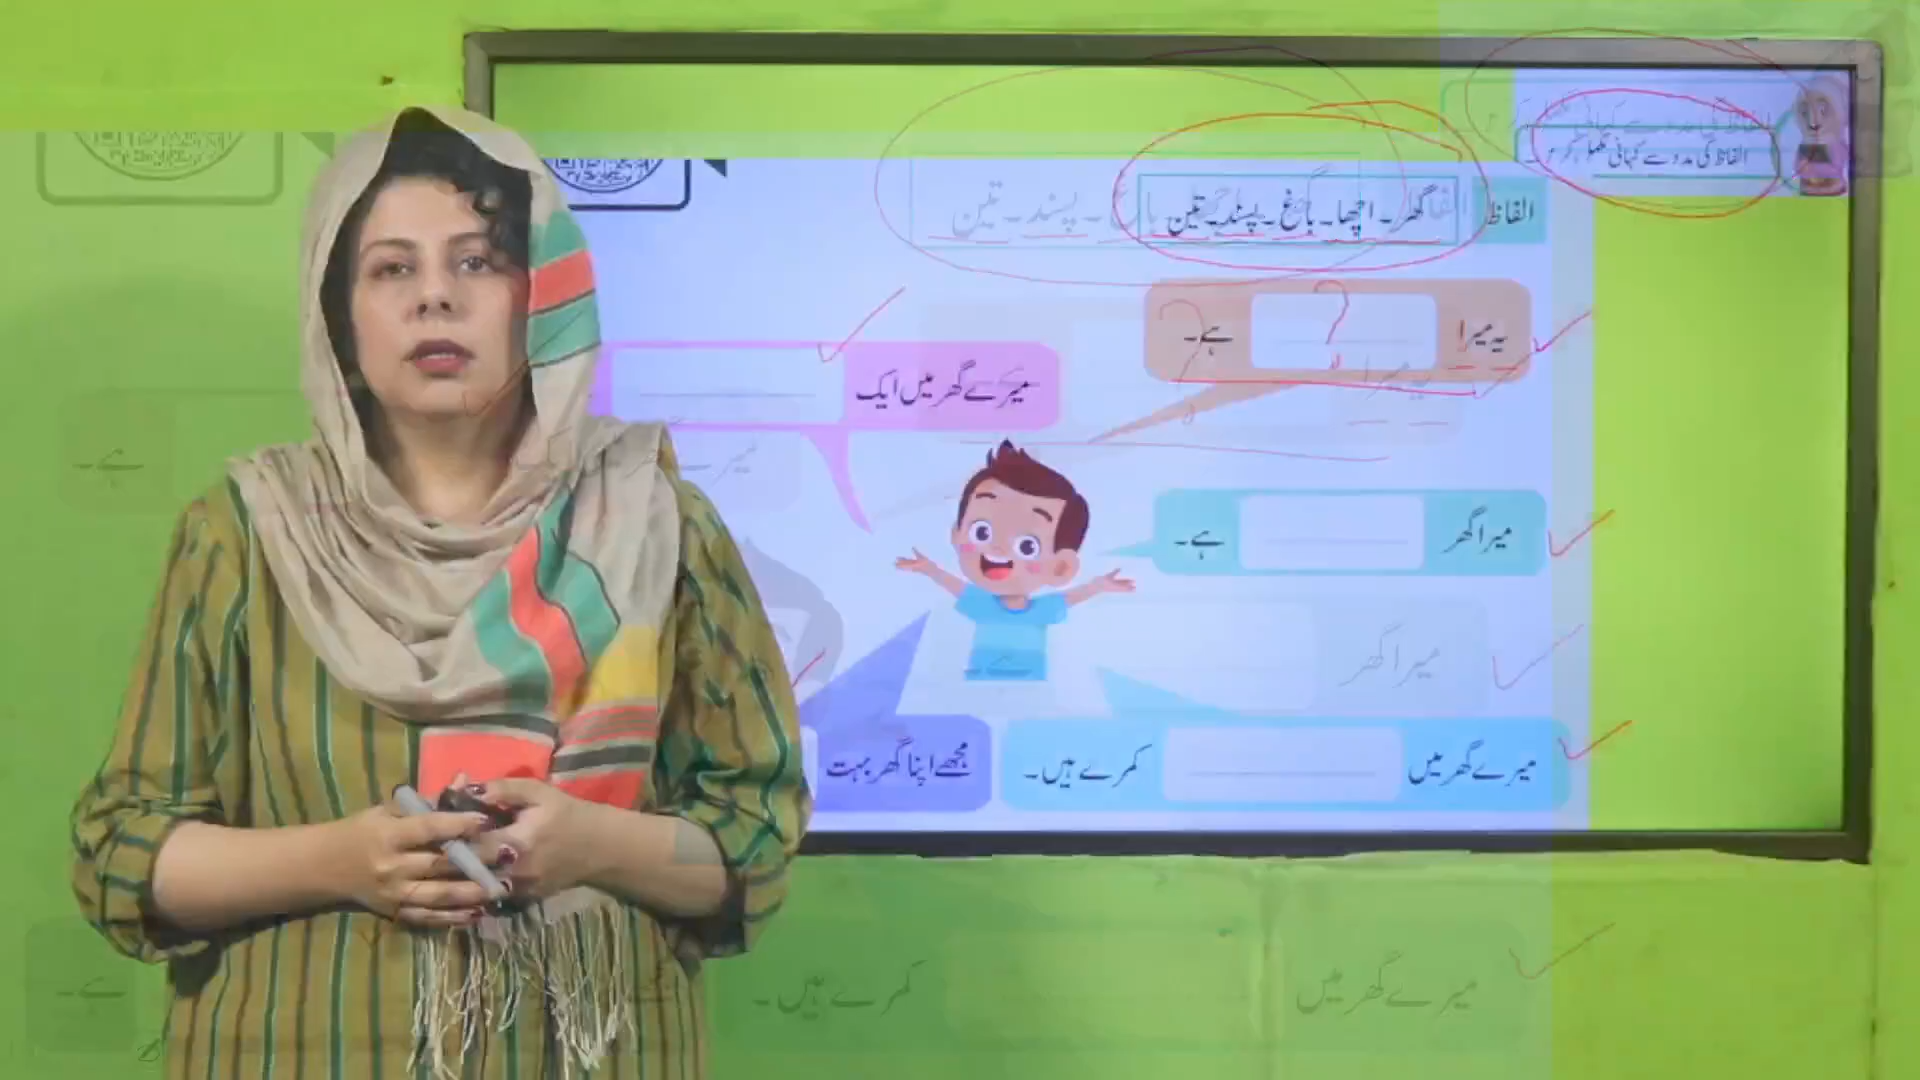 الفاظ کی مدد سے کہانی مکمل کریں۔
الفاظ
گھر۔ اچھا۔ باغ۔ پسند۔ تین
یہ میرا ہے۔
میرے گھر میں ایک
میرا گھر ہے۔
میرے گھر میں کمرے ہیں۔
مجھے اپنا گھر بہت